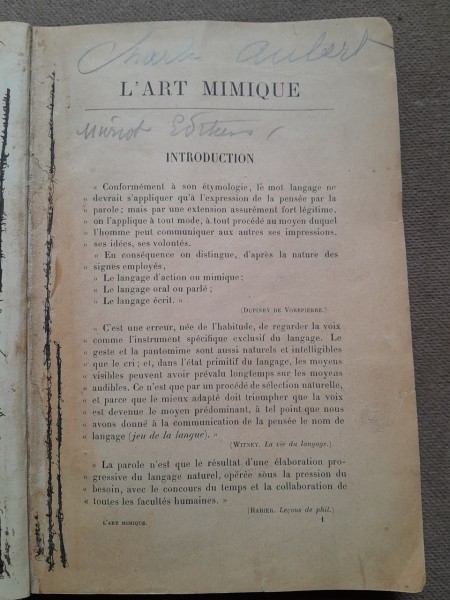 Charles Aubert
L'ART MIMIQUE
Editeurs
INTRODUCTION
« Conformément à son étymologie, le mot langage ne
» devrait s'appliquer qu'à l'expression de la pensée par la
» parole; mais par une extension assurément fort légitime,
» on l'applique à tout mode, à tout procédé au moyen duquel
» l'homme peut communiquer aux autres ses impressions,
» ses idées, ses volontés.
» En conséquence on distingue, d'après la nature des
» signes employés,
» Le langage d'action ou mimique;
» Le langage oral ou parlé;
» Le langage écrit. »
(DUPINEY DE VOREPIERRE.)
« C'est une erreur, née de l'habitude, de regarder la voix
» comme l'instrument spécifique exclusif du langage. Le
» geste et la pantomime sont aussi naturels et intelligibles
» que le cri; et, dans l'état primitif du langage, les moyens
» visibles peuvent avoir prévalu longtemps sur les moyens
» audibles. Ce n'est que par un procédé de sélection naturelle,
» et parce que le mieux adapté doit triompher que la voix
» est devenue le moyen prédominant, à tel point que nous
» avons donné à la communication de la pensée le nom de
» langage (jeu de la langue). »
(WITNEY. La vie du langage.)
« La parole n'est que le résultat d'une élaboration pro-
» gressive du langage naturel, opérée sous la pression du
» besoin, avec le concours du temps et la collaboration de
» toutes les facultés humaines. »
(RABIER. Leçons de phil.)
L'ART MIMIQUE. 1